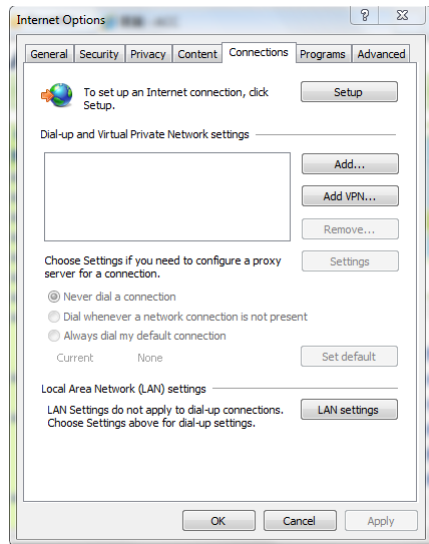 Internet Options
General Security Privacy Content Connections Programs Advanced
To set up an Internet connection, click
Setup.
Setup
Dial-up and Virtual Private Network settings
Add...
Add VPN...
Remove...
Choose Settings if you need to configure a proxy
server for a connection.
Settings
Never dial a connection
Dial whenever a network connection is not present
Always dial my default connection
Current None
Set default
Local Area Network (LAN) settings
LAN Settings do not apply to dial-up connections.
Choose Settings above for dial-up settings.
LAN settings
OK Cancel Apply